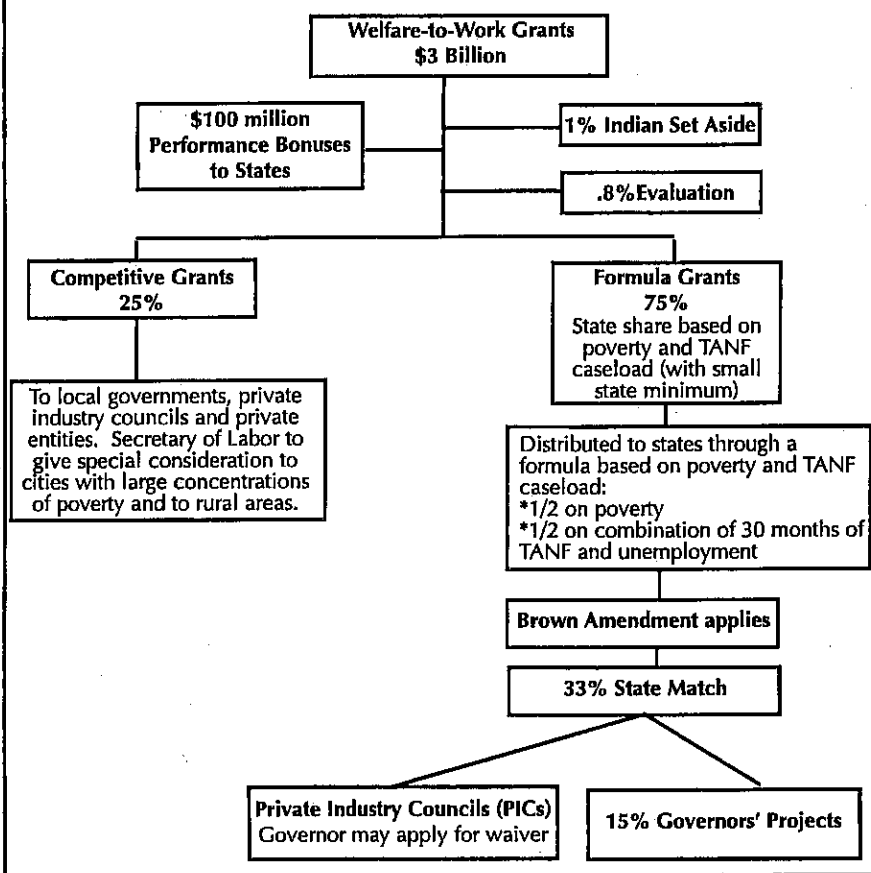 Welfare-to-Work Grants
$3 Billion
$100 million
Performance Bonuses
to States
1% Indian Set Aside
.8%Evaluation
Competitive Grants
25%
To local governments, private
industry councils and private
entities. Secretary of Labor to
give special consideration to
cities with large concentrations
of poverty and to rural areas.
Formula Grants
75%
State share based on
poverty and TANF
caseload (with small
state minimum)
Distributed to states through a
formula based on poverty and TANF
caseload:
*1/2 on poverty
*1/2 on combination of 30 months of
TANF and unemployment
Brown Amendment applies
33% State Match
Private Industry Councils (PICs)
Governor may apply for waiver
15% Governors' Projects